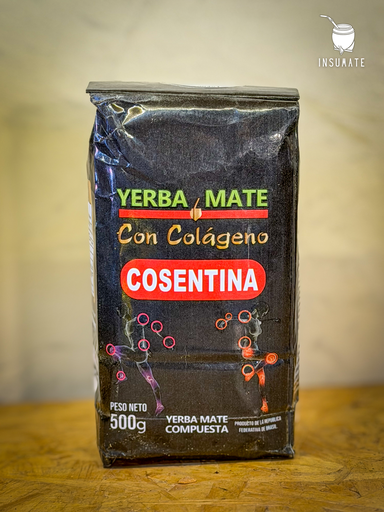 INSUMATE
YERBA MATE
Con Colágeno
COSENTINA
PESO NETO
500g
YERBA MATE
COMPUESTA
PRODUCTO DE LA REPÚBLICA
FEDERATIVA DE BRASIL